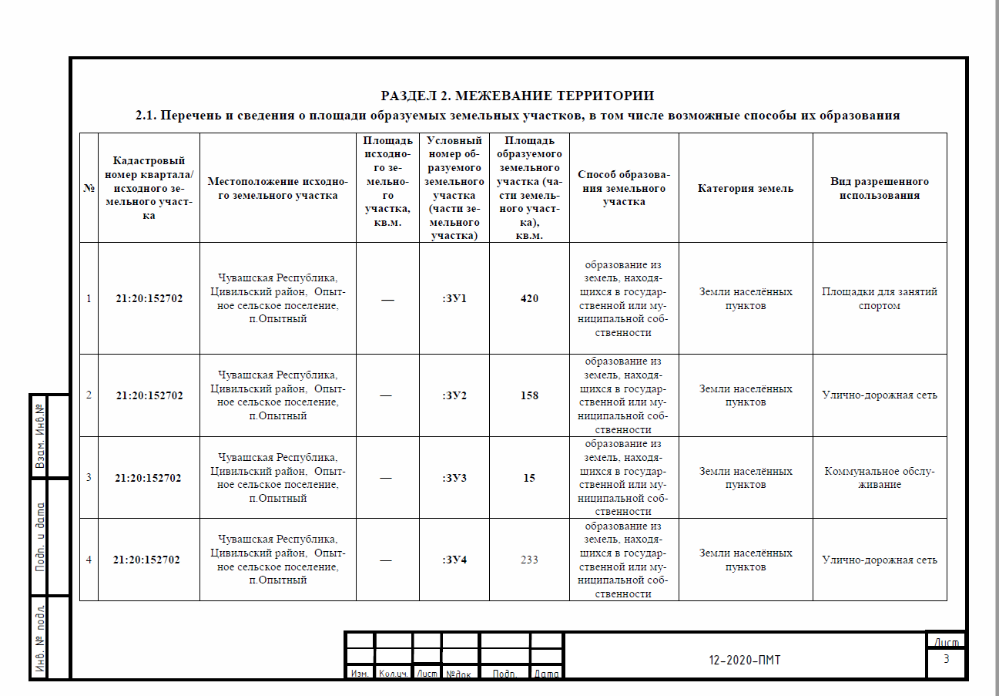 РАЗДЕЛ 2. МЕЖЕВАНИЕ ТЕРРИТОРИИ
2.1. Перечень и сведения о площади образуемых земельных участков, в том числе возможные способы их образования
№
Кадастровый
номер квартала/
исходного зе-
мельного участ-
ка
Местоположение исходно-
го земельного участка
Площадь
исходно-
го зе-
мельно-
го
участка,
кв.м.
Условный
номер об-
разуемого
земельного
участка
(части зе-
мельного
участка)
Площадь
образуемого
земельного
участка (ча-
сти земель-
ного участ-
ка),
кв.м.
Способ образова-
ния земельного
участка
Категория земель
Вид разрешенного
использования
1
21:20:152702
Чувашская Республика,
Цивильский район, Опыт-
ное сельское поселение,
п.Опытный
—
:ЗУ1
420
образование из
земель, находя-
щихся в государ-
ственной или му-
ниципальной соб-
ственности
Земли населённых
пунктов
Площадки для занятий
спортом
2
21:20:152702
Чувашская Республика,
Цивильский район, Опыт-
ное сельское поселение,
п.Опытный
—
:ЗУ2
158
образование из
земель, находя-
щихся в государ-
ственной или му-
ниципальной соб-
ственности
Земли населённых
пунктов
Улично-дорожная сеть
3
21:20:152702
Чувашская Республика,
Цивильский район, Опыт-
ное сельское поселение,
п.Опытный
—
:ЗУ3
15
образование из
земель, находя-
щихся в государ-
ственной или му-
ниципальной соб-
ственности
Земли населённых
пунктов
Коммунальное обслу-
живание
4
21:20:152702
Чувашская Республика,
Цивильский район, Опыт-
ное сельское поселение,
п.Опытный
—
:ЗУ4
233
образование из
земель, находя-
щихся в государ-
ственной или му-
ниципальной соб-
ственности
Земли населённых
пунктов
Улично-дорожная сеть
Взам. Инв.№
Подп. и дата
Инв. № подл.
Изм.
Кол.уч.
Лист
№док
Подп.
Дата
12-2020-ПМТ
Лист
3